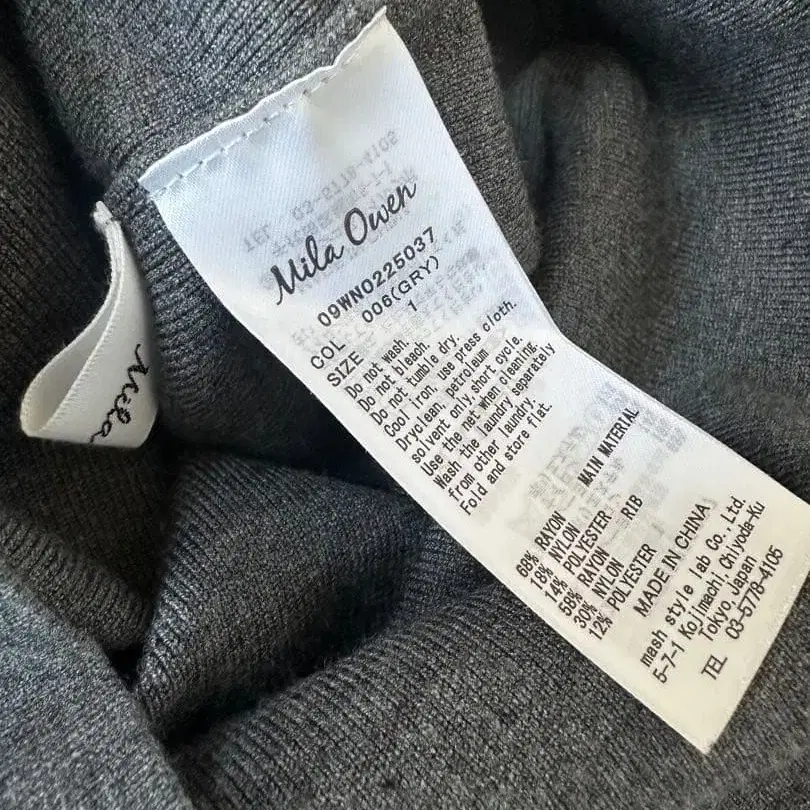 Mila Owen
09WNO225037
COL 006(GRY)
SIZE 1
Do not wash.
Do not bleach.
Do not tumble dry.
Cool iron, use press cloth.
Dryclean, petroleum
solvent only, short cycle.
Use the net when cleaning.
Wash the laundry separately
from other laundry.
Fold and store flat.
MAIN MATERIAL
68% RAYON
18% NYLON
14% POLYESTER
RIB
58% RAYON
30% NYLON
12% POLYESTER
MADE IN CHINA
mash style lab Co., Ltd.
5-7-1 Kojimachi, Chiyoda-Ku
Tokyo, Japan
TEL 03-5778-4105
Mila